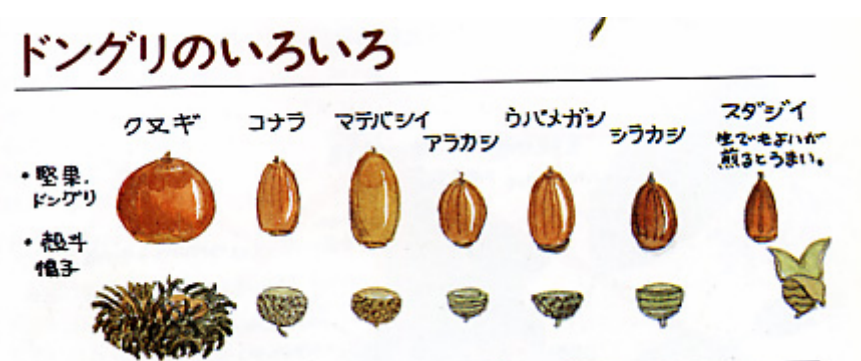 ドングリのいろいろ
クヌギ
コナラ
マテバシイ
アラカシ
ウバメガシ
シラカシ
スダジイ
生でもよいが
煎るとうまい。
・堅果.
ドングリ
・殻斗
帽子